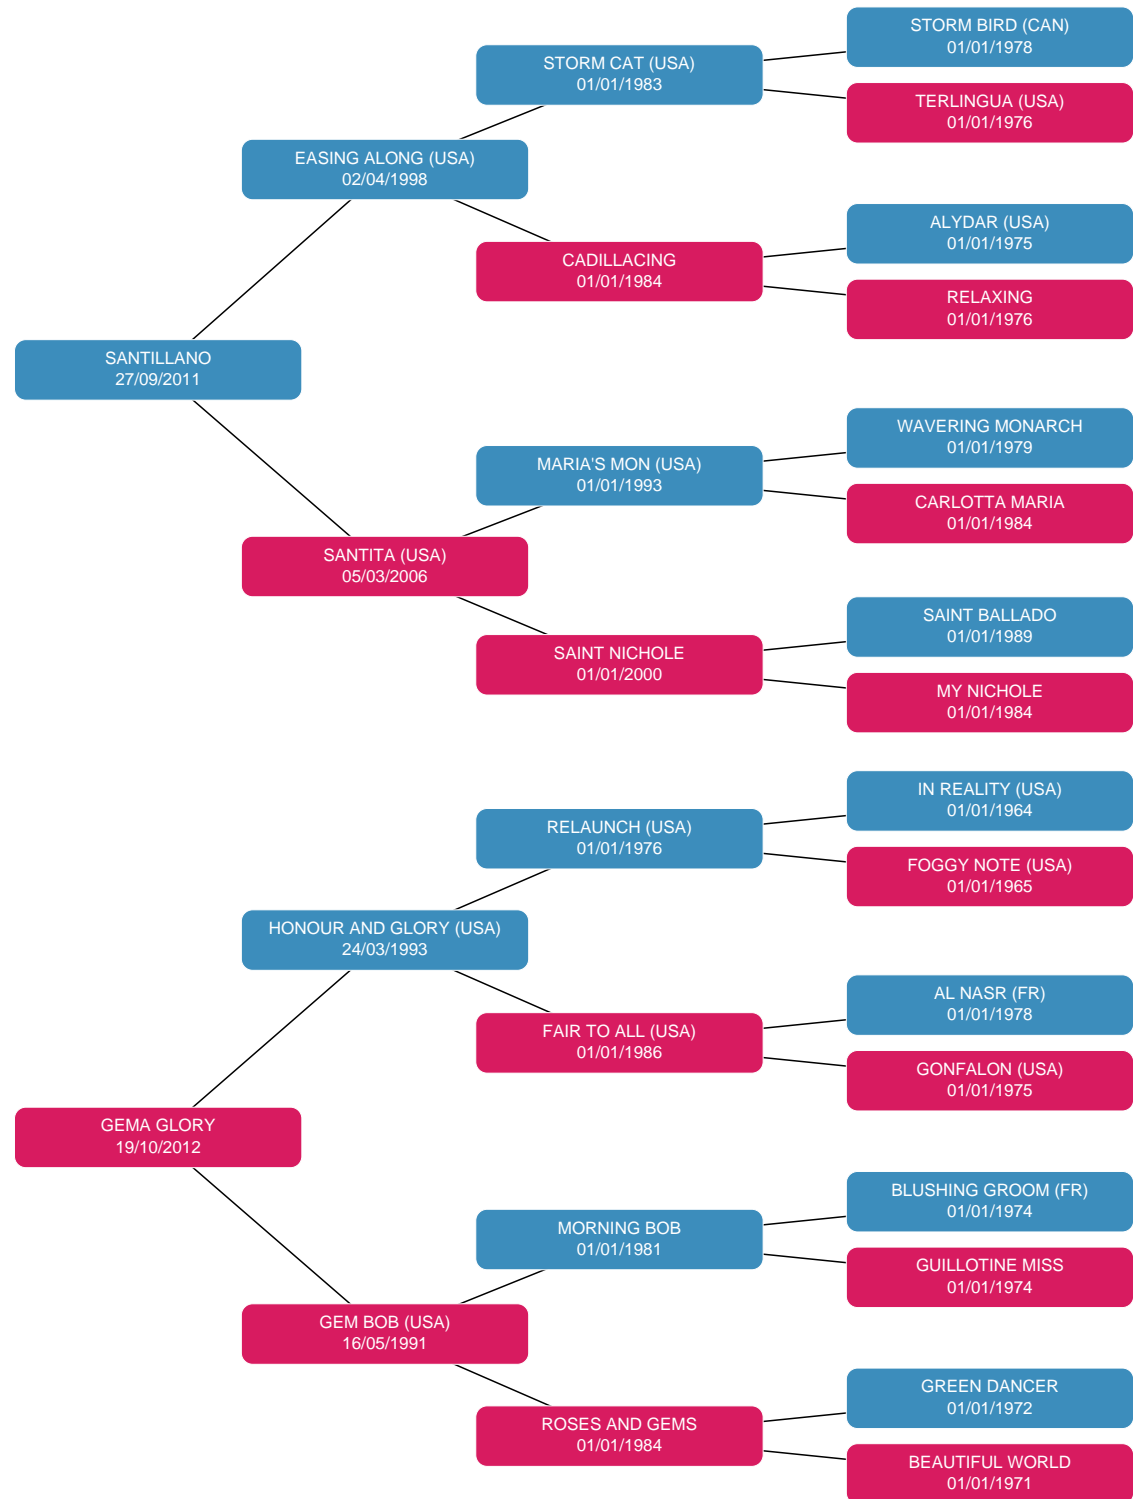 STORM BIRD (CAN)
01/01/1978
STORM CAT (USA)
01/01/1983
TERLINGUA (USA)
01/01/1976
EASING ALONG (USA)
02/04/1998
ALYDAR (USA)
01/01/1975
CADILLACING
01/01/1984
RELAXING
01/01/1976
SANTILLANO
27/09/2011
WAVERING MONARCH
01/01/1979
MARIA'S MON (USA)
01/01/1993
CARLOTTA MARIA
01/01/1984
SANTITA (USA)
05/03/2006
SAINT BALLADO
01/01/1989
SAINT NICHOLE
01/01/2000
MY NICHOLE
01/01/1984
IN REALITY (USA)
01/01/1964
RELAUNCH (USA)
01/01/1976
FOGGY NOTE (USA)
01/01/1965
HONOUR AND GLORY (USA)
24/03/1993
AL NASR (FR)
01/01/1978
FAIR TO ALL (USA)
01/01/1986
GONFALON (USA)
01/01/1975
GEMA GLORY
19/10/2012
BLUSHING GROOM (FR)
01/01/1974
MORNING BOB
01/01/1981
GUILLOTINE MISS
01/01/1974
GEM BOB (USA)
16/05/1991
GREEN DANCER
01/01/1972
ROSES AND GEMS
01/01/1984
BEAUTIFUL WORLD
01/01/1971